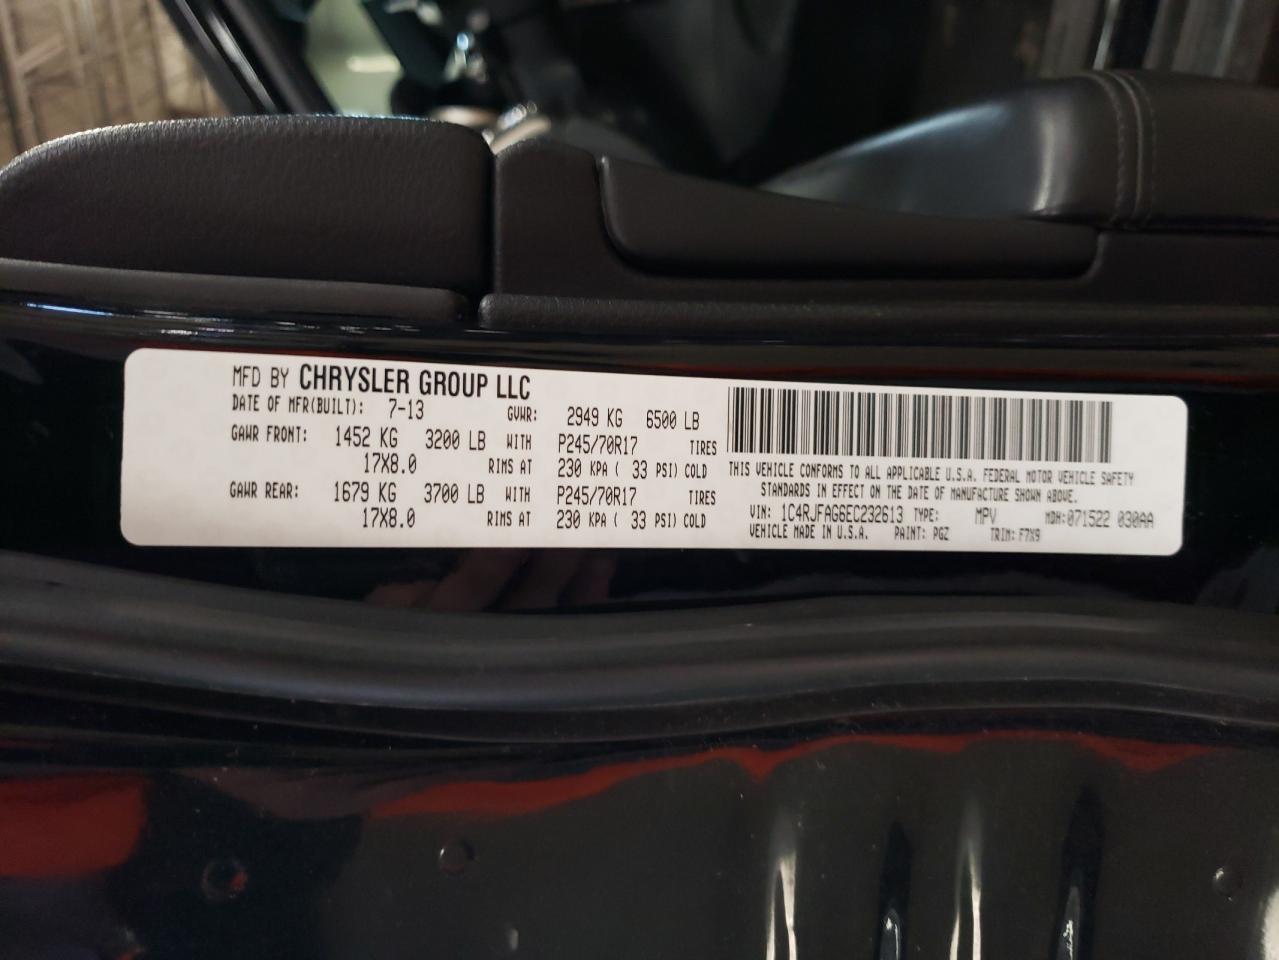 MFD BY CHRYSLER GROUP LLC
DATE OF MFR(BUILT): 7-13 GVWR: 2949 KG 6500 LB
GAWR FRONT: 1452 KG 3200 LB WITH P245/70R17 TIRES
17X8.0 RIMS AT 230 KPA ( 33 PSI) COLD
GAWR REAR: 1679 KG 3700 LB WITH P245/70R17 TIRES
17X8.0 RIMS AT 230 KPA ( 33 PSI) COLD
THIS VEHICLE CONFORMS TO ALL APPLICABLE U.S.A. FEDERAL MOTOR VEHICLE SAFETY
STANDARDS IN EFFECT ON THE DATE OF MANUFACTURE SHOWN ABOVE.
VIN: 1C4RJFAG6EC232613 TYPE: MPV MDH:071522 030AA
VEHICLE MADE IN U.S.A. PAINT: PGZ TRIM: F7X9